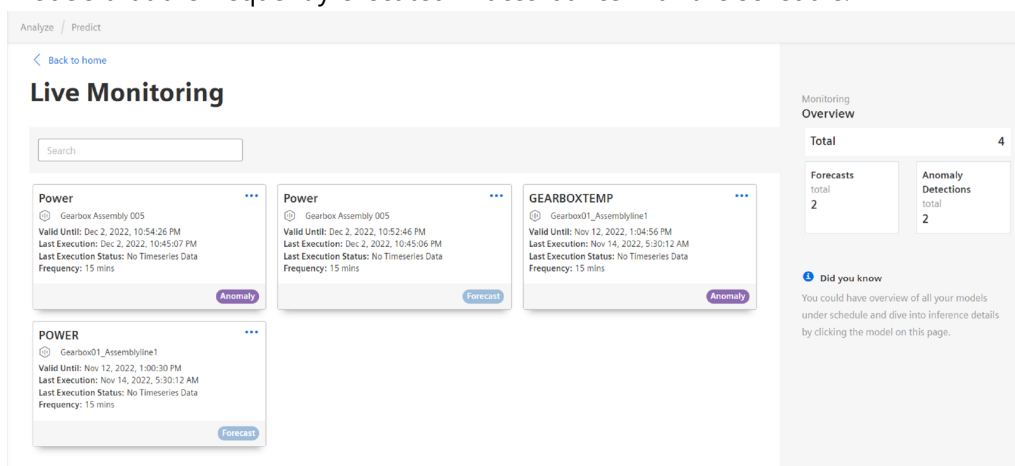 Analyze / Predict
Back to home
Live Monitoring
Search
Power
Gearbox Assembly 005
Valid Until: Dec 2, 2022, 10:54:26 PM
Last Execution: Dec 2, 2022, 10:45:07 PM
Last Execution Status: No Timeseries Data
Frequency: 15 mins
Anomaly
Power
Gearbox Assembly 005
Valid Until: Dec 2, 2022, 10:52:46 PM
Last Execution: Dec 2, 2022, 10:45:06 PM
Last Execution Status: No Timeseries Data
Frequency: 15 mins
Forecast
GEARBOXTEMP
Gearbox01_Assemblyline1
Valid Until: Nov 12, 2022, 1:04:56 PM
Last Execution: Nov 14, 2022, 5:30:12 AM
Last Execution Status: No Timeseries Data
Frequency: 15 mins
Anomaly
POWER
Gearbox01_Assemblyline1
Valid Until: Nov 12, 2022, 1:00:30 PM
Last Execution: Nov 14, 2022, 5:30:12 AM
Last Execution Status: No Timeseries Data
Frequency: 15 mins
Forecast
Monitoring
Overview
Total 4
Forecasts
total
2
Anomaly
Detections
total
2
Did you know
You could have overview of all your models
under schedule and dive into inference details
by clicking the model on this page.